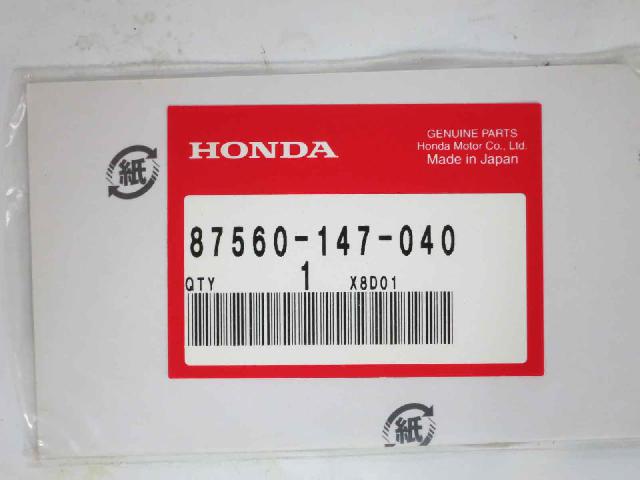 HONDA
GENUINE PARTS
Honda Motor Co., Ltd.
Made in Japan
紙
87560-147-040
QTY 1 X8D01
紙